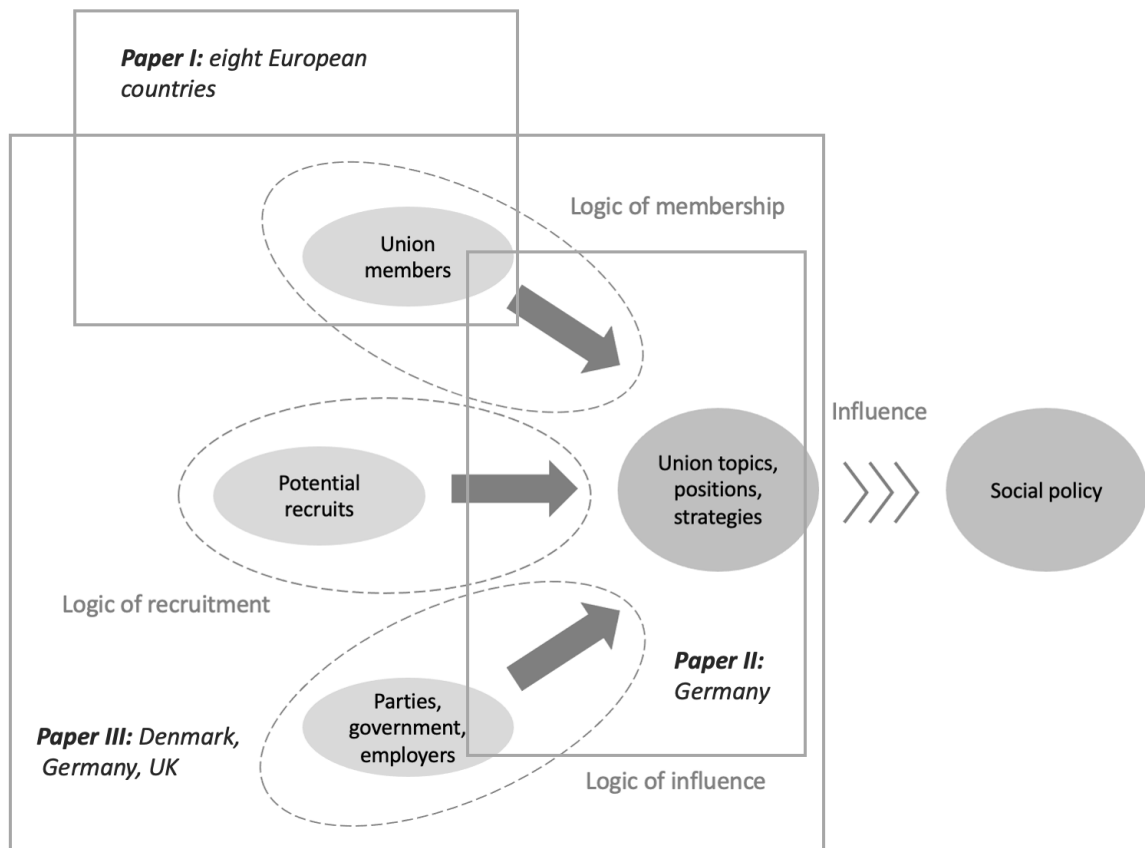 Paper I: eight European
countries
Logic of membership
Union
members
Influence
Potential
recruits
Union topics,
positions,
strategies
Social policy
Logic of recruitment
Paper II:
Germany
Parties,
government,
employers
Paper III: Denmark,
Germany, UK
Logic of influence